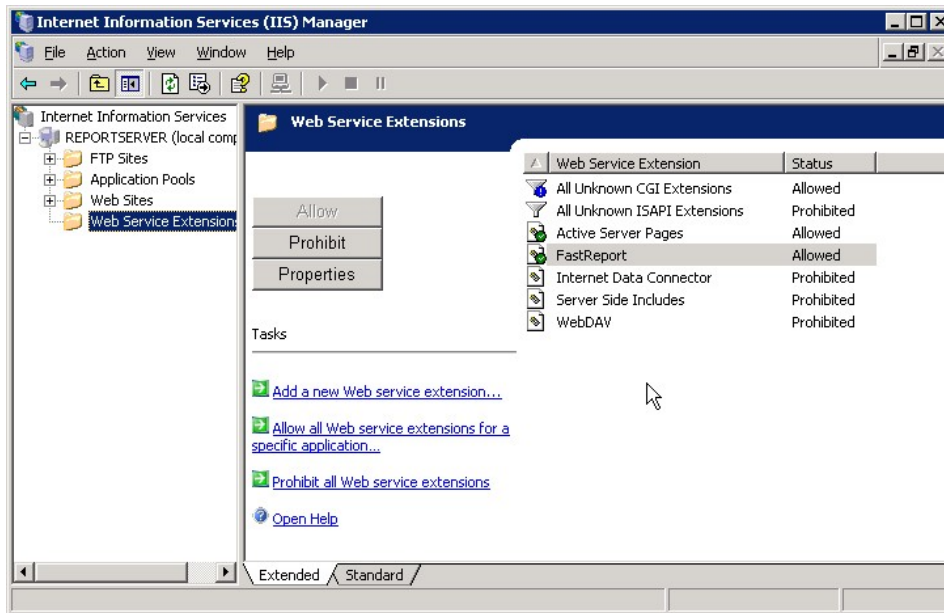 Internet Information Services (IIS) Manager
File Action View Window Help
Internet Information Services
REPORTSERVER (local comp
FTP Sites
Application Pools
Web Sites
Web Service Extension
Web Service Extensions
Allow
Prohibit
Properties
Tasks
Add a new Web service extension...
Allow all Web service extensions for a
specific application...
Prohibit all Web service extensions
Open Help
Web Service Extension Status
All Unknown CGI Extensions Allowed
All Unknown ISAPI Extensions Prohibited
Active Server Pages Allowed
FastReport Allowed
Internet Data Connector Prohibited
Server Side Includes Prohibited
WebDAV Prohibited
Extended Standard